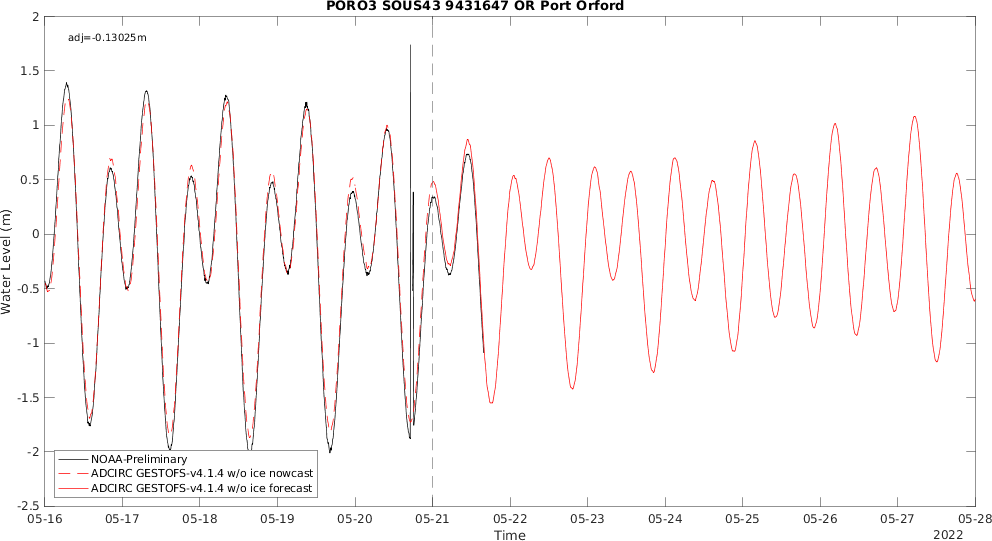 PORO3 SOUS43 9431647 OR Port Orford
adj=-0.13025m
2
1.5
1
0.5
0
-0.5
-1
-1.5
-2
-2.5
Water Level (m)
NOAA-Preliminary
ADCIRC GESTOFS-v4.1.4 w/o ice nowcast
ADCIRC GESTOFS-v4.1.4 w/o ice forecast
05-16 05-17 05-18 05-19 05-20 05-21 05-22 05-23 05-24 05-25 05-26 05-27 05-28
Time
2022